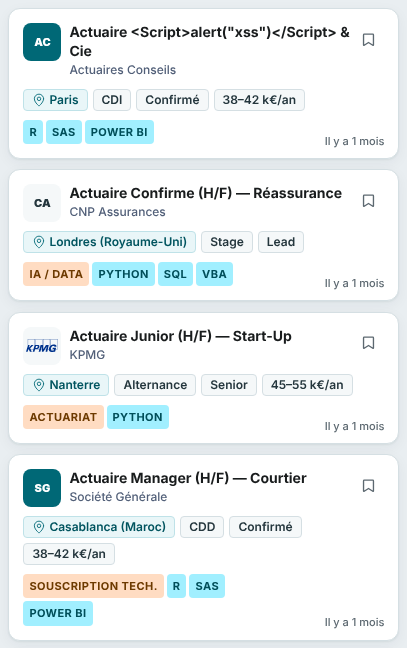 AC
Actuaire <Script>alert("xss")</Script> &
Cie
Actuaires Conseils
Paris
CDI
Confirmé
38–42 k€/an
R
SAS
POWER BI
Il y a 1 mois
CA
Actuaire Confirme (H/F) — Réassurance
CNP Assurances
Londres (Royaume-Uni)
Stage
Lead
IA / DATA
PYTHON
SQL
VBA
Il y a 1 mois
KPMG
Actuaire Junior (H/F) — Start-Up
KPMG
Nanterre
Alternance
Senior
45–55 k€/an
ACTUARIAT
PYTHON
Il y a 1 mois
SG
Actuaire Manager (H/F) — Courtier
Société Générale
Casablanca (Maroc)
CDD
Confirmé
38–42 k€/an
SOUSCRIPTION TECH.
R
SAS
POWER BI
Il y a 1 mois